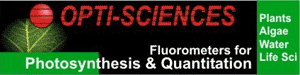 OPTI-SCIENCES
Fluorometers for
Photosynthesis & Quantitation
Plants
Algae
Water
Life Sci